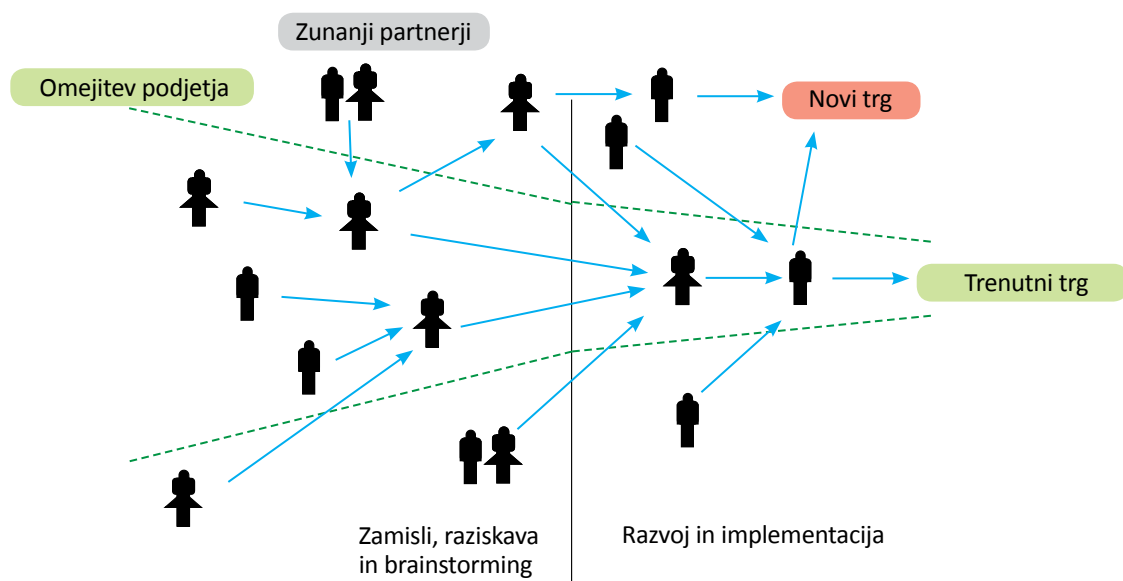 Zunanji partnerji
Omejitev podjetja
Novi trg
Trenutni trg
Zamisli, raziskava
in brainstorming
Razvoj in implementacija